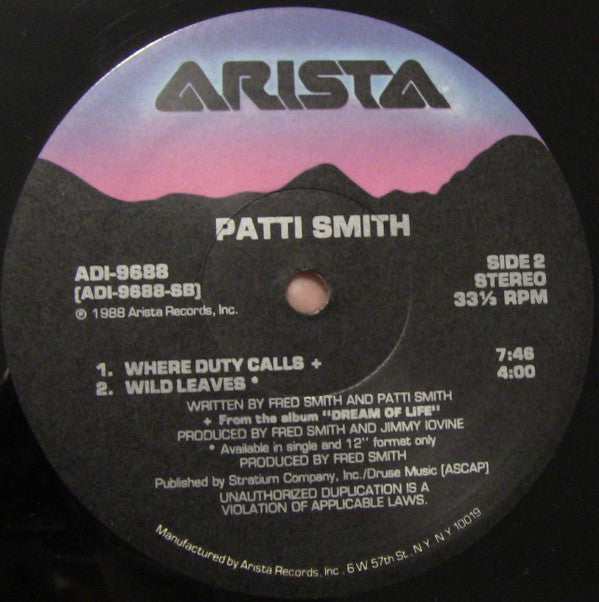 ARISTA
PATTI SMITH
ADI-9688
(ADI-9688-SB)
℗ 1988 Arista Records, Inc.
SIDE 2
STEREO
33⅓ RPM
1. WHERE DUTY CALLS + 7:46
2. WILD LEAVES * 4:00
WRITTEN BY FRED SMITH AND PATTI SMITH
+ From the album "DREAM OF LIFE"
PRODUCED BY FRED SMITH AND JIMMY IOVINE
* Available in single and 12" format only
PRODUCED BY FRED SMITH
Published by Stratium Company, Inc./Druse Music (ASCAP)
UNAUTHORIZED DUPLICATION IS A
VIOLATION OF APPLICABLE LAWS.
Manufactured by Arista Records, Inc. 6 W 57th St. N.Y. N.Y 10019